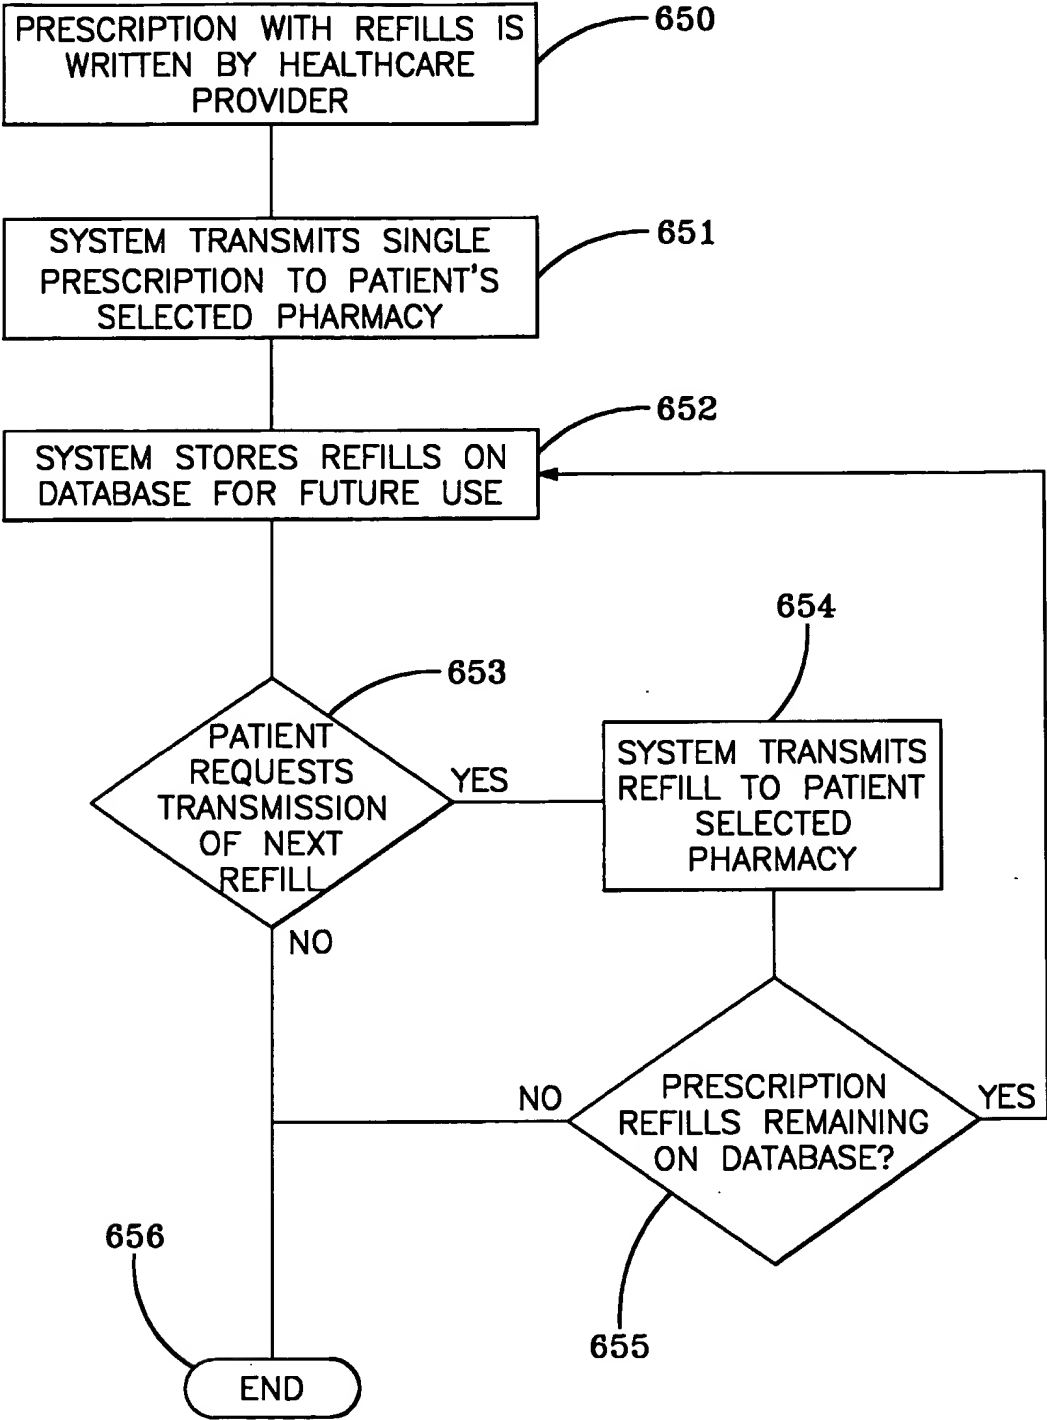 PRESCRIPTION WITH REFILLS IS
WRITTEN BY HEALTHCARE
PROVIDER
650
SYSTEM TRANSMITS SINGLE
PRESCRIPTION TO PATIENT'S
SELECTED PHARMACY
651
SYSTEM STORES REFILLS ON
DATABASE FOR FUTURE USE
652
PATIENT
REQUESTS
TRANSMISSION
OF NEXT
REFILL
653
YES
NO
SYSTEM TRANSMITS
REFILL TO PATIENT
SELECTED
PHARMACY
654
PRESCRIPTION
REFILLS REMAINING
ON DATABASE?
NO
YES
655
656
END